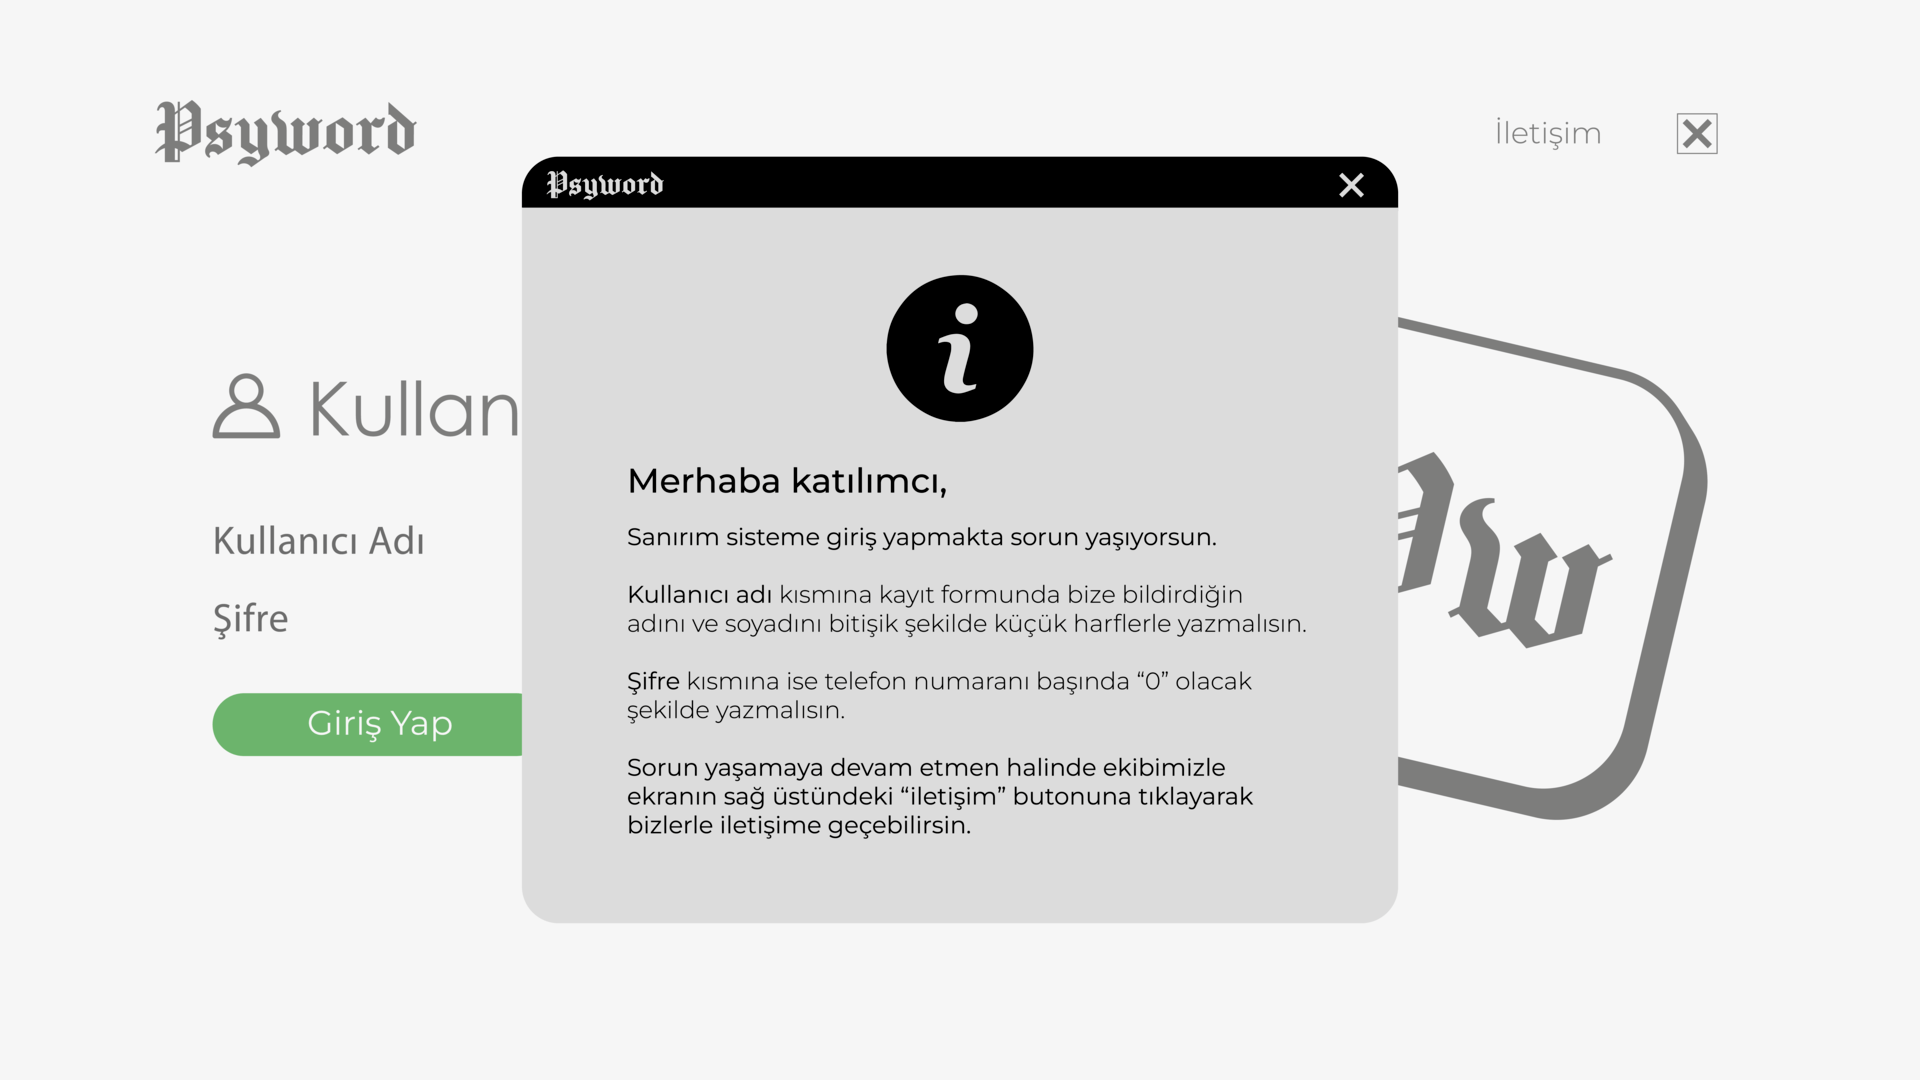 Psyword
İletişim
Psyword
Merhaba katılımcı,
Sanırım sisteme giriş yapmakta sorun yaşıyorsun.
Kullanıcı adı kısmına kayıt formunda bize bildirdiğin
adını ve soyadını bitişik şekilde küçük harflerle yazmalısın.
Şifre kısmına ise telefon numaranı başında “0” olacak
şekilde yazmalısın.
Sorun yaşamaya devam etmen halinde ekibimizle
ekranın sağ üstündeki “iletişim” butonuna tıklayarak
bizlerle iletişime geçebilirsin.
Kullan
Kullanıcı Adı
Şifre
Giriş Yap
Pw